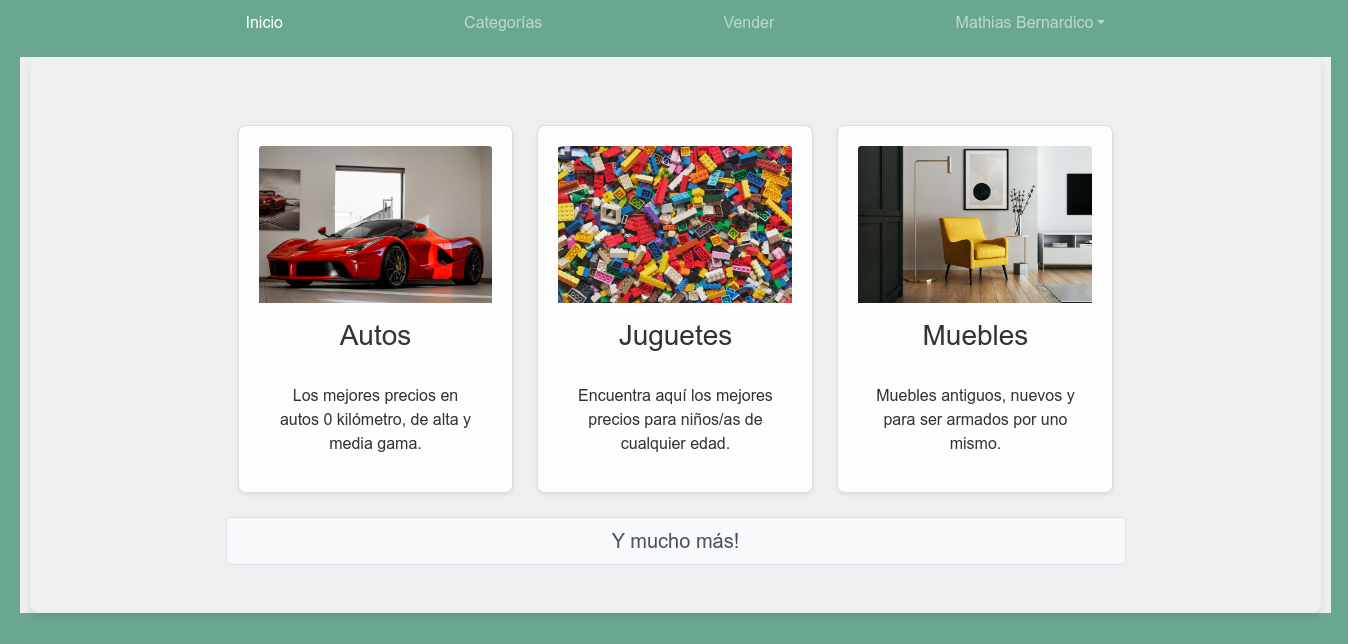 Inicio
Categorías
Vender
Mathias Bernardico
Autos
Los mejores precios en
autos 0 kilómetro, de alta y
media gama.
Juguetes
Encuentra aquí los mejores
precios para niños/as de
cualquier edad.
Muebles
Muebles antiguos, nuevos y
para ser armados por uno
mismo.
Y mucho más!